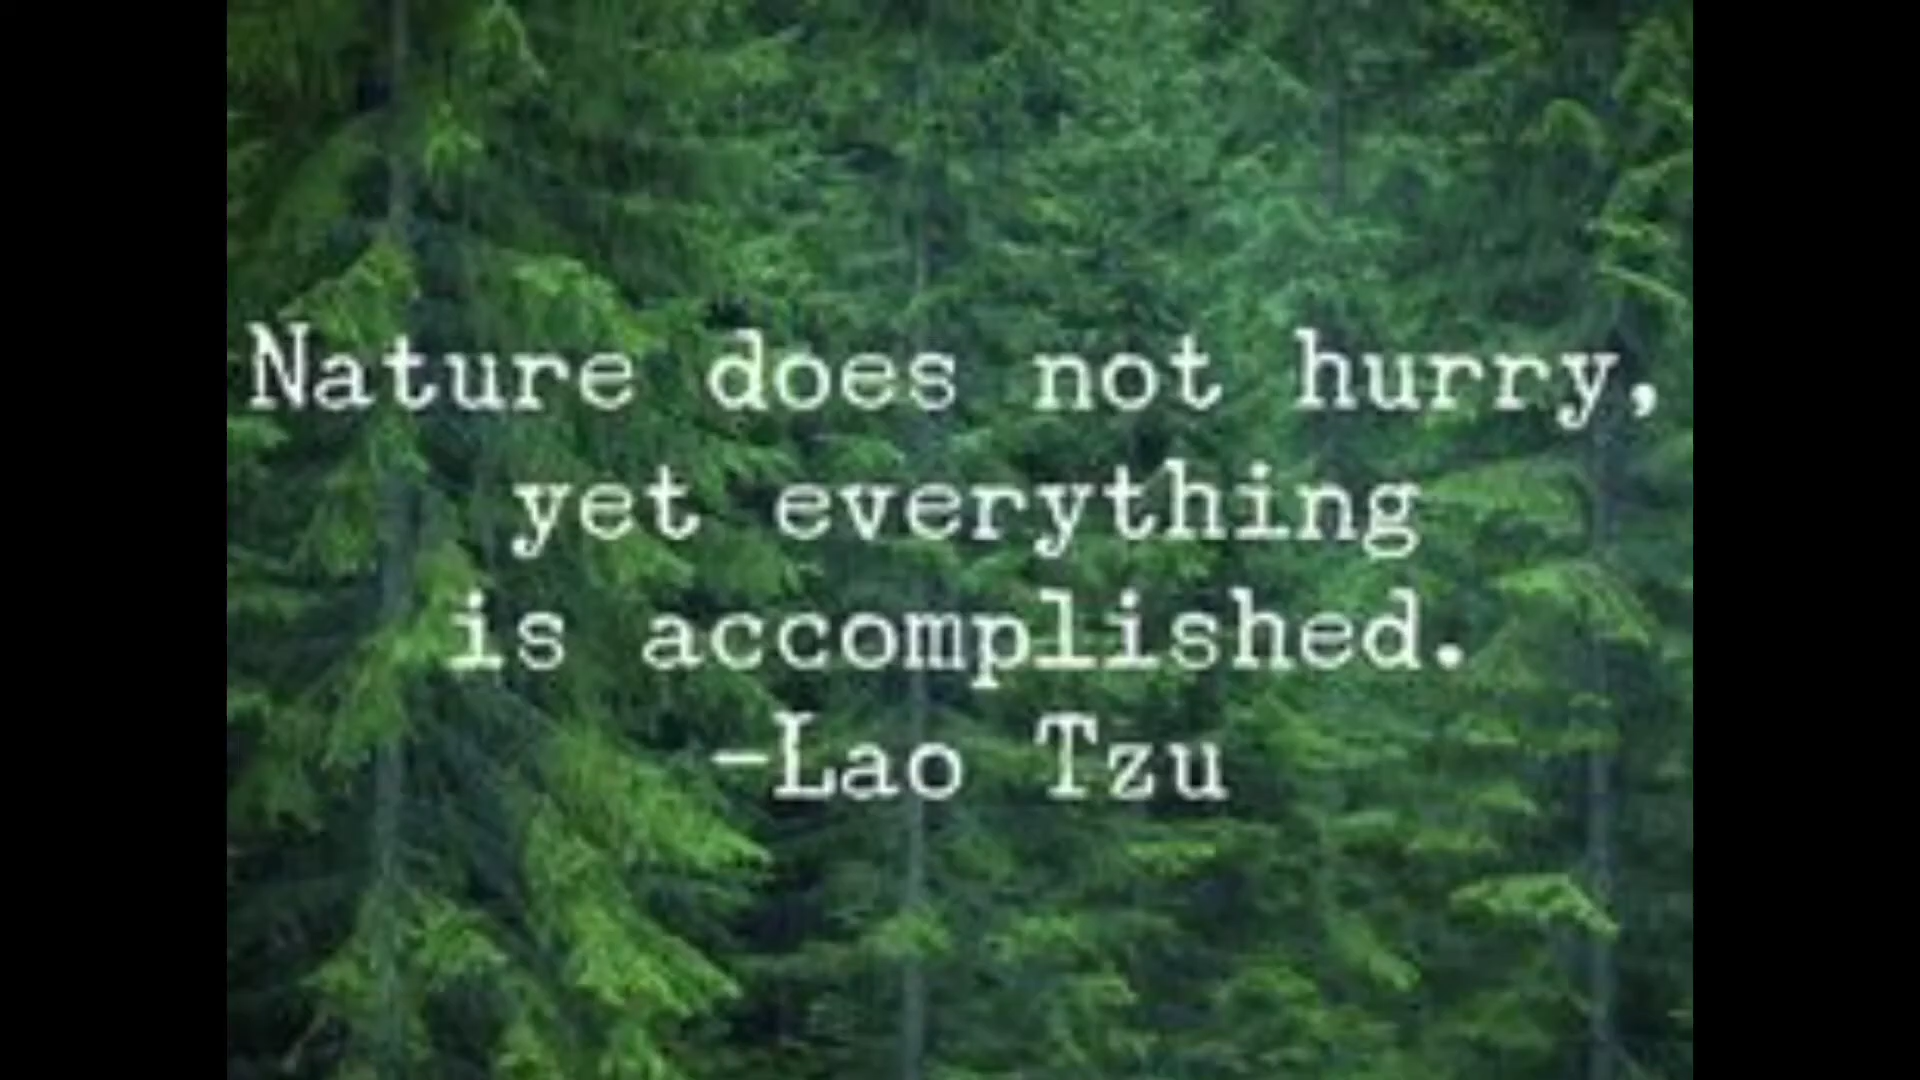 Nature does not hurry,
yet everything
is accomplished.
-Lao Tzu